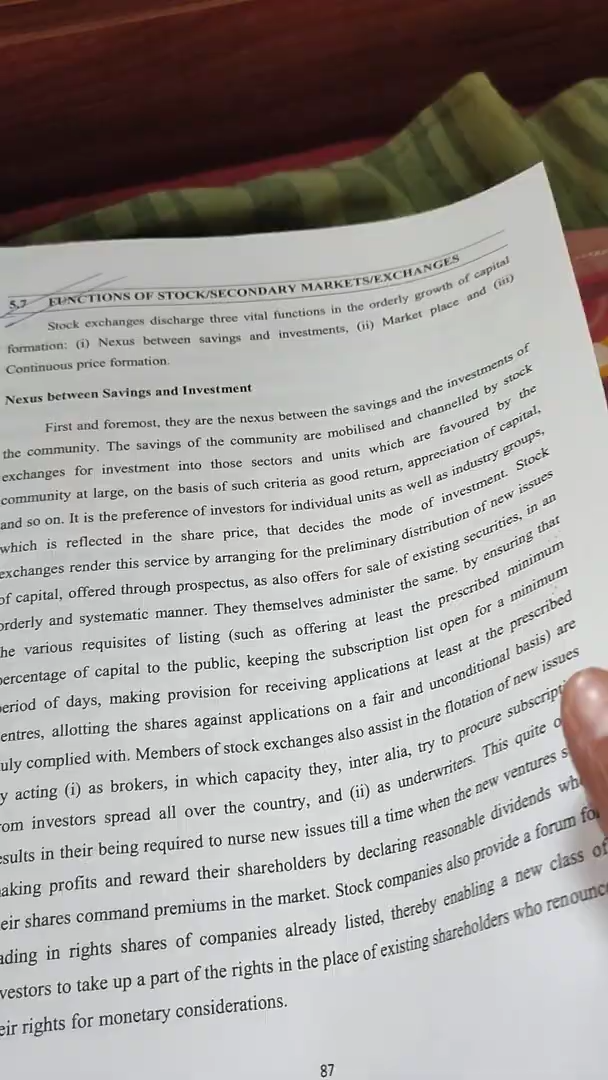 5.7 FUNCTIONS OF STOCK/SECONDARY MARKETS/EXCHANGES
Stock exchanges discharge three vital functions in the orderly growth of capital
formation: (i) Nexus between savings and investments, (ii) Market place and (iii)
Continuous price formation.
Nexus between Savings and Investment
First and foremost, they are the nexus between the savings and the investments of
the community. The savings of the community are mobilised and channelled by stock
exchanges for investment into those sectors and units which are favoured by the
community at large, on the basis of such criteria as good return, appreciation of capital,
and so on. It is the preference of investors for individual units as well as industry groups,
which is reflected in the share price, that decides the mode of investment. Stock
exchanges render this service by arranging for the preliminary distribution of new issues
of capital, offered through prospectus, as also offers for sale of existing securities, in an
orderly and systematic manner. They themselves administer the same. by ensuring that
he various requisites of listing (such as offering at least the prescribed minimum
percentage of capital to the public, keeping the subscription list open for a minimum
period of days, making provision for receiving applications at least at the prescribed
entres, allotting the shares against applications on a fair and unconditional basis) are
uly complied with. Members of stock exchanges also assist in the flotation of new issues
y acting (i) as brokers, in which capacity they, inter alia, try to procure subscripti
om investors spread all over the country, and (ii) as underwriters. This quite o
esults in their being required to nurse new issues till a time when the new ventures s
aking profits and reward their shareholders by declaring reasonable dividends wh
eir shares command premiums in the market. Stock companies also provide a forum for
ading in rights shares of companies already listed, thereby enabling a new class of
vestors to take up a part of the rights in the place of existing shareholders who renounc
eir rights for monetary considerations.
87